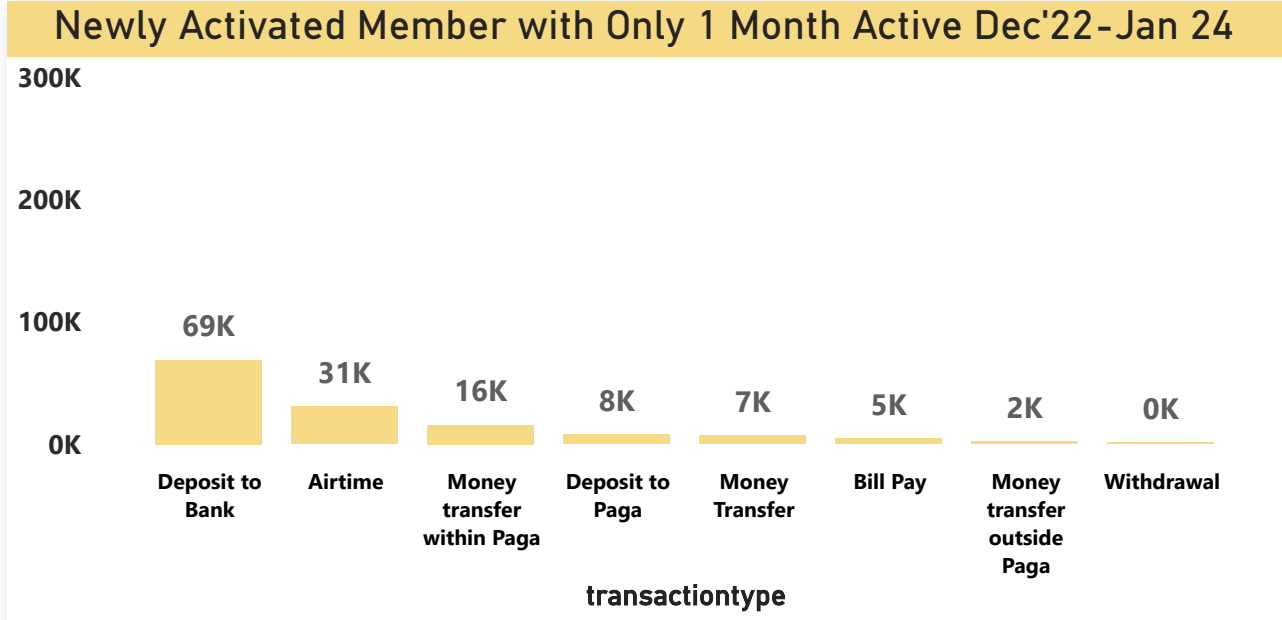 Newly Activated Member with Only 1 Month Active Dec'22-Jan 24
300K
200K
100K
0K
69K
31K
16K
8K
7K
5K
2K
0K
Deposit to
Bank
Airtime
Money
transfer
within Paga
Deposit to
Paga
Money
Transfer
Bill Pay
Money
transfer
outside
Paga
Withdrawal
transactiontype